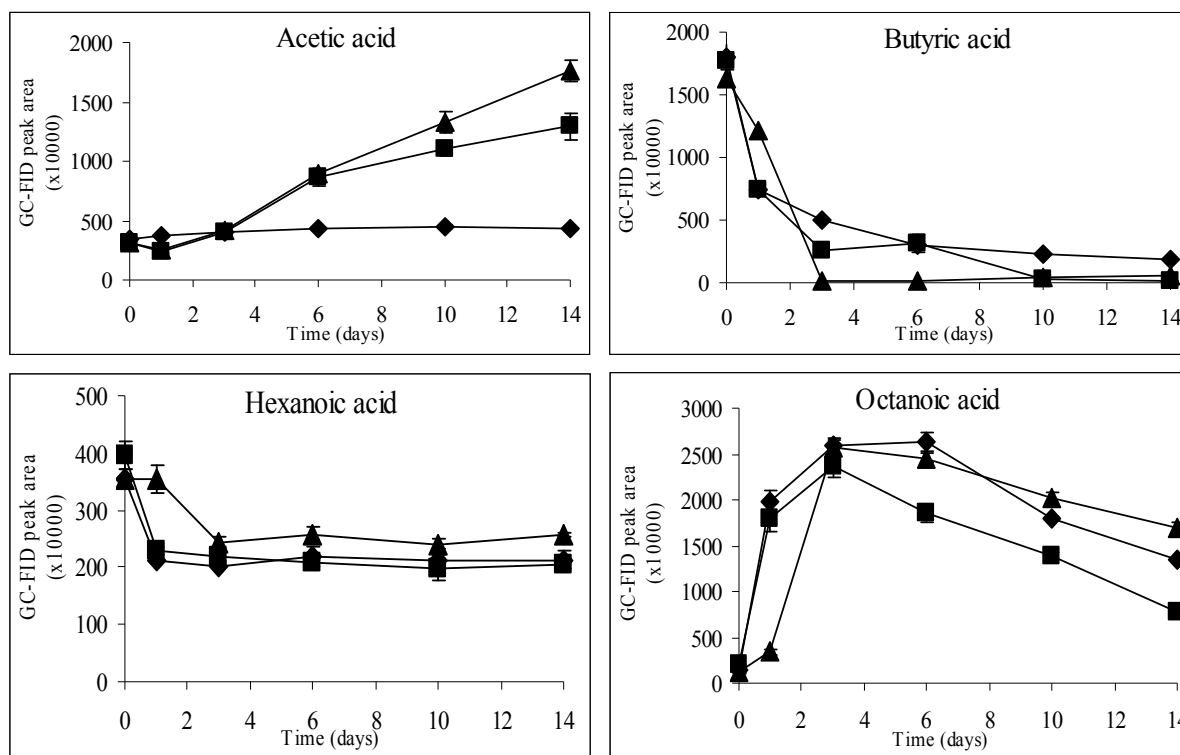 Acetic acid
GC-FID peak area
(x10000)
2000
1500
1000
500
0
0 2 4 6 8 10 12 14
Time (days)
Butyric acid
GC-FID peak area
(x10000)
2000
1500
1000
500
0
0 2 4 6 8 10 12 14
Time (days)
Hexanoic acid
GC-FID peak area
(x10000)
500
400
300
200
100
0
0 2 4 6 8 10 12 14
Time (days)
Octanoic acid
GC-FID peak area
(x10000)
3000
2500
2000
1500
1000
500
0
0 2 4 6 8 10 12 14
Time (days)